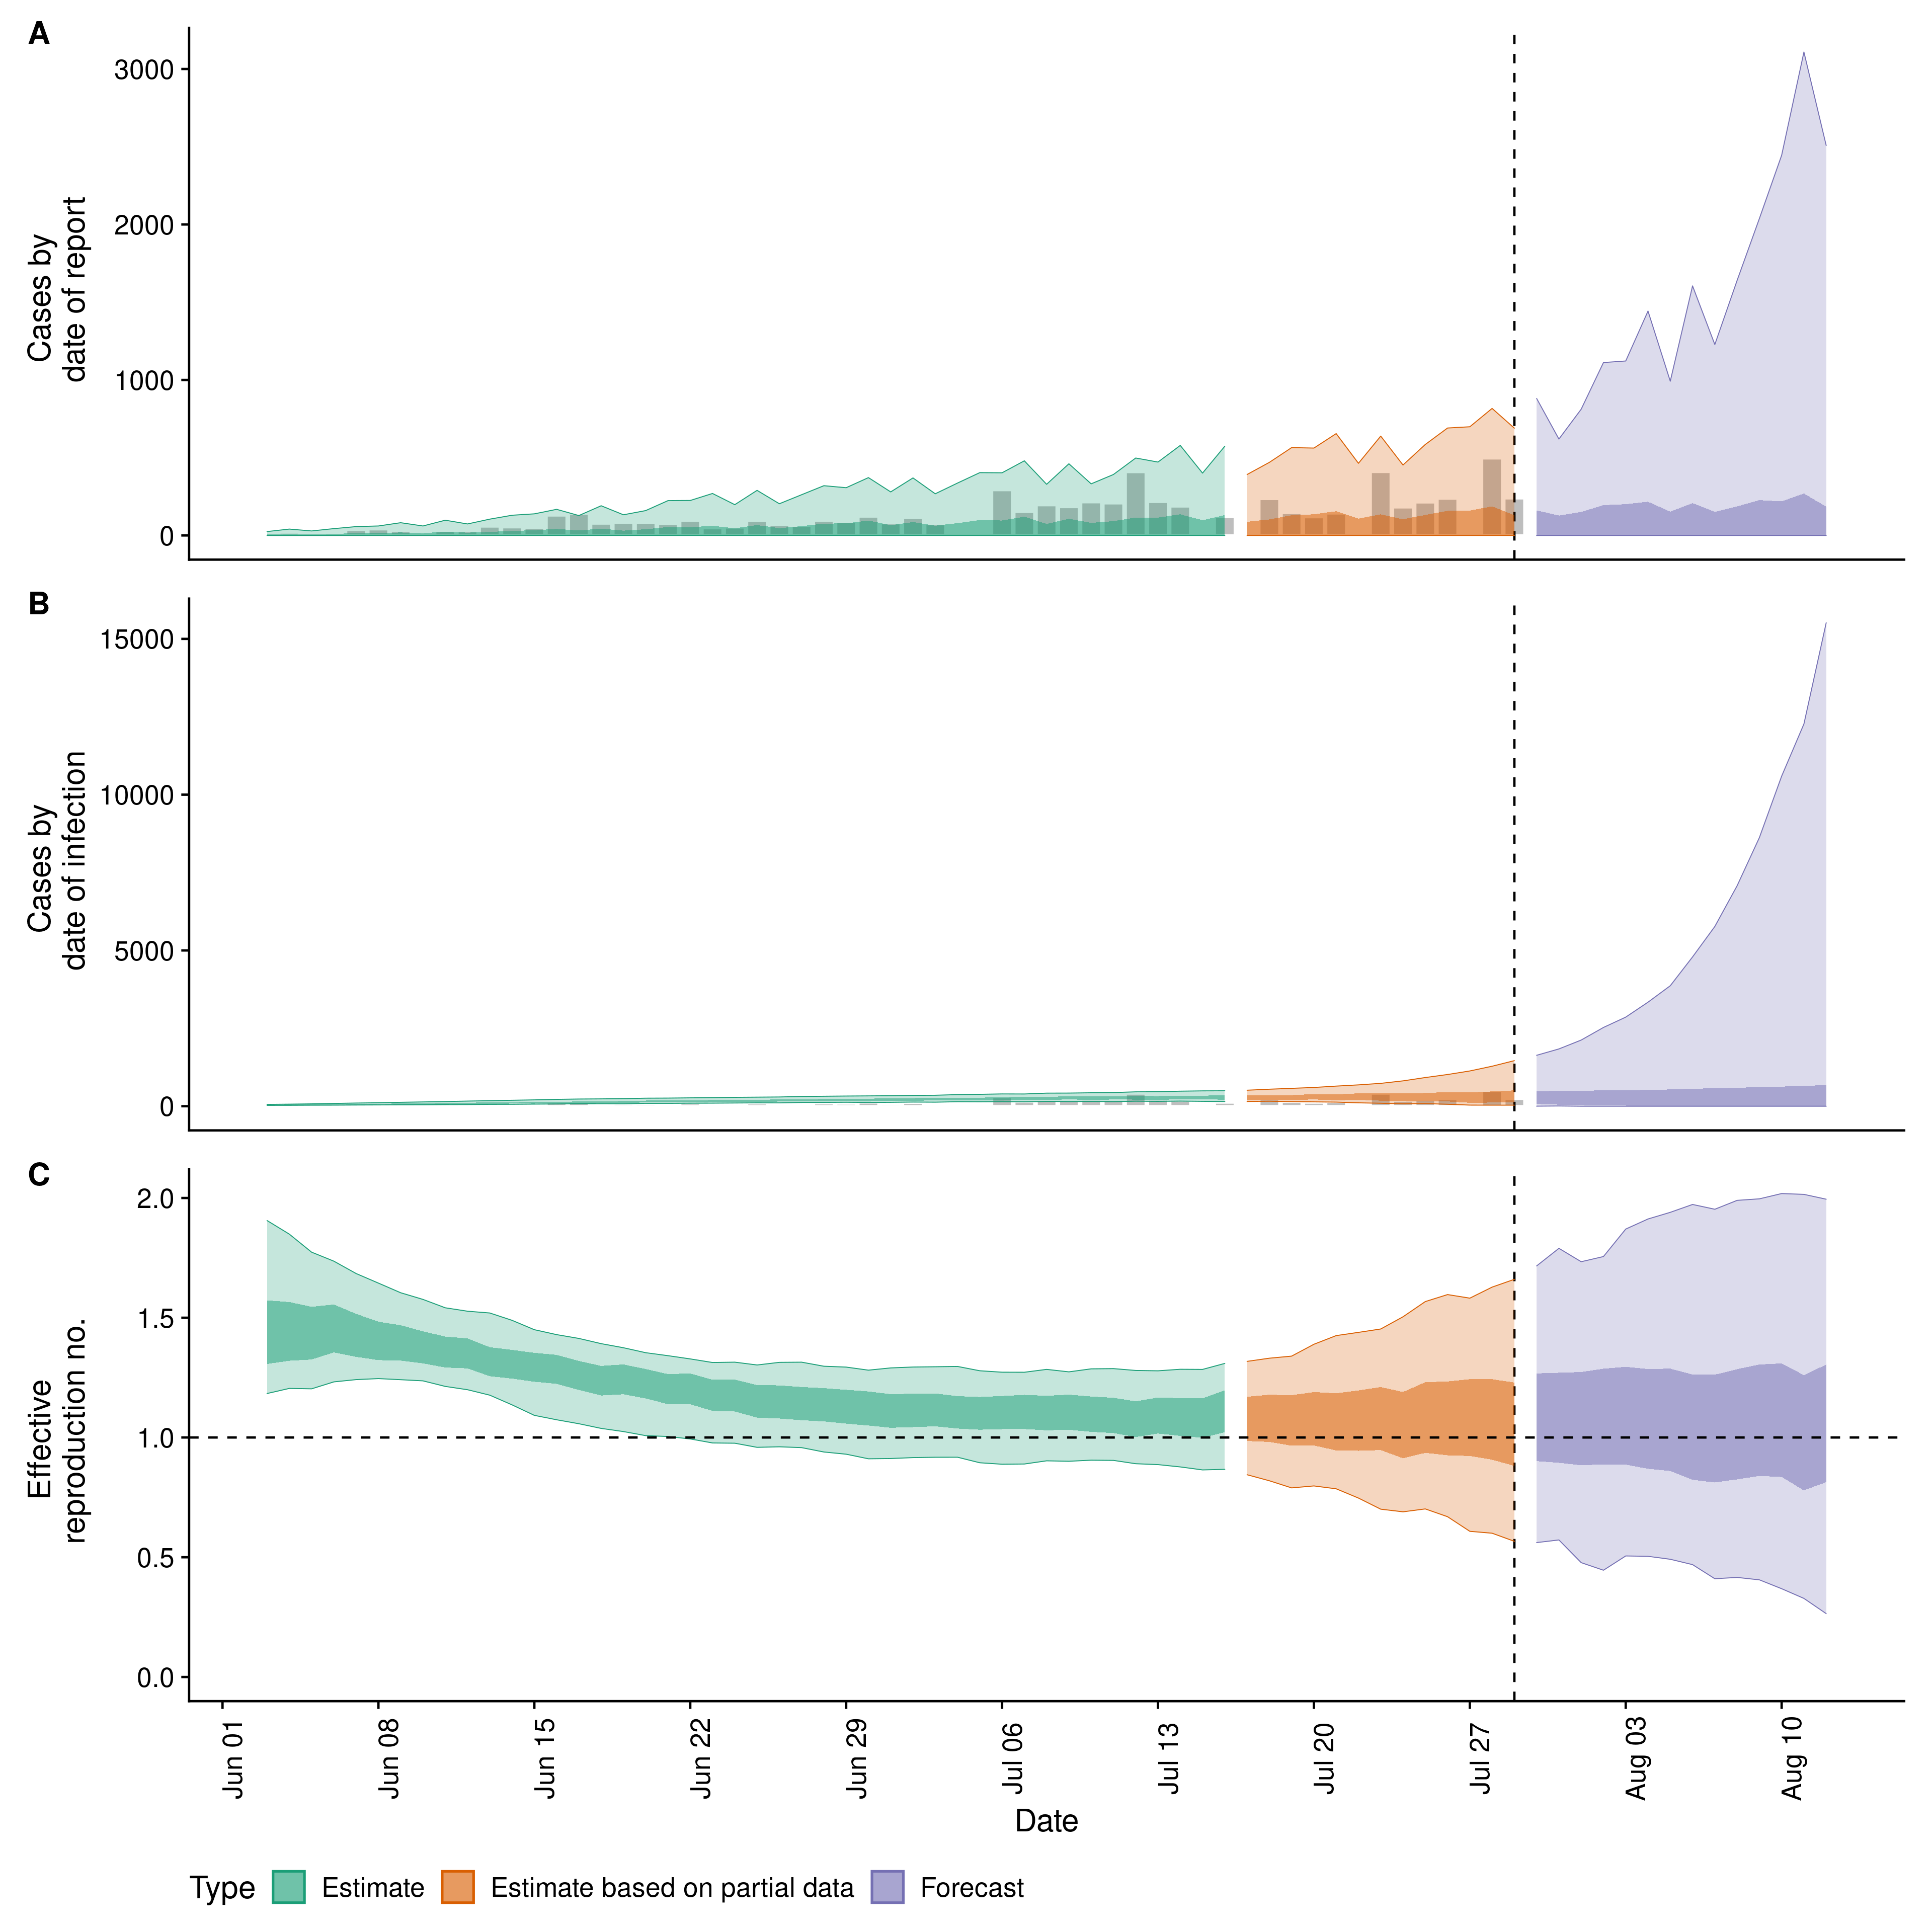 A
3000
2000
1000
0
Cases by
date of report
B
15000
10000
5000
0
Cases by
date of infection
C
2.0
1.5
1.0
0.5
0.0
Effective
reproduction no.
Jun 01
Jun 08
Jun 15
Jun 22
Jun 29
Jul 06
Jul 13
Jul 20
Jul 27
Aug 03
Aug 10
Date
Type Estimate Estimate based on partial data Forecast